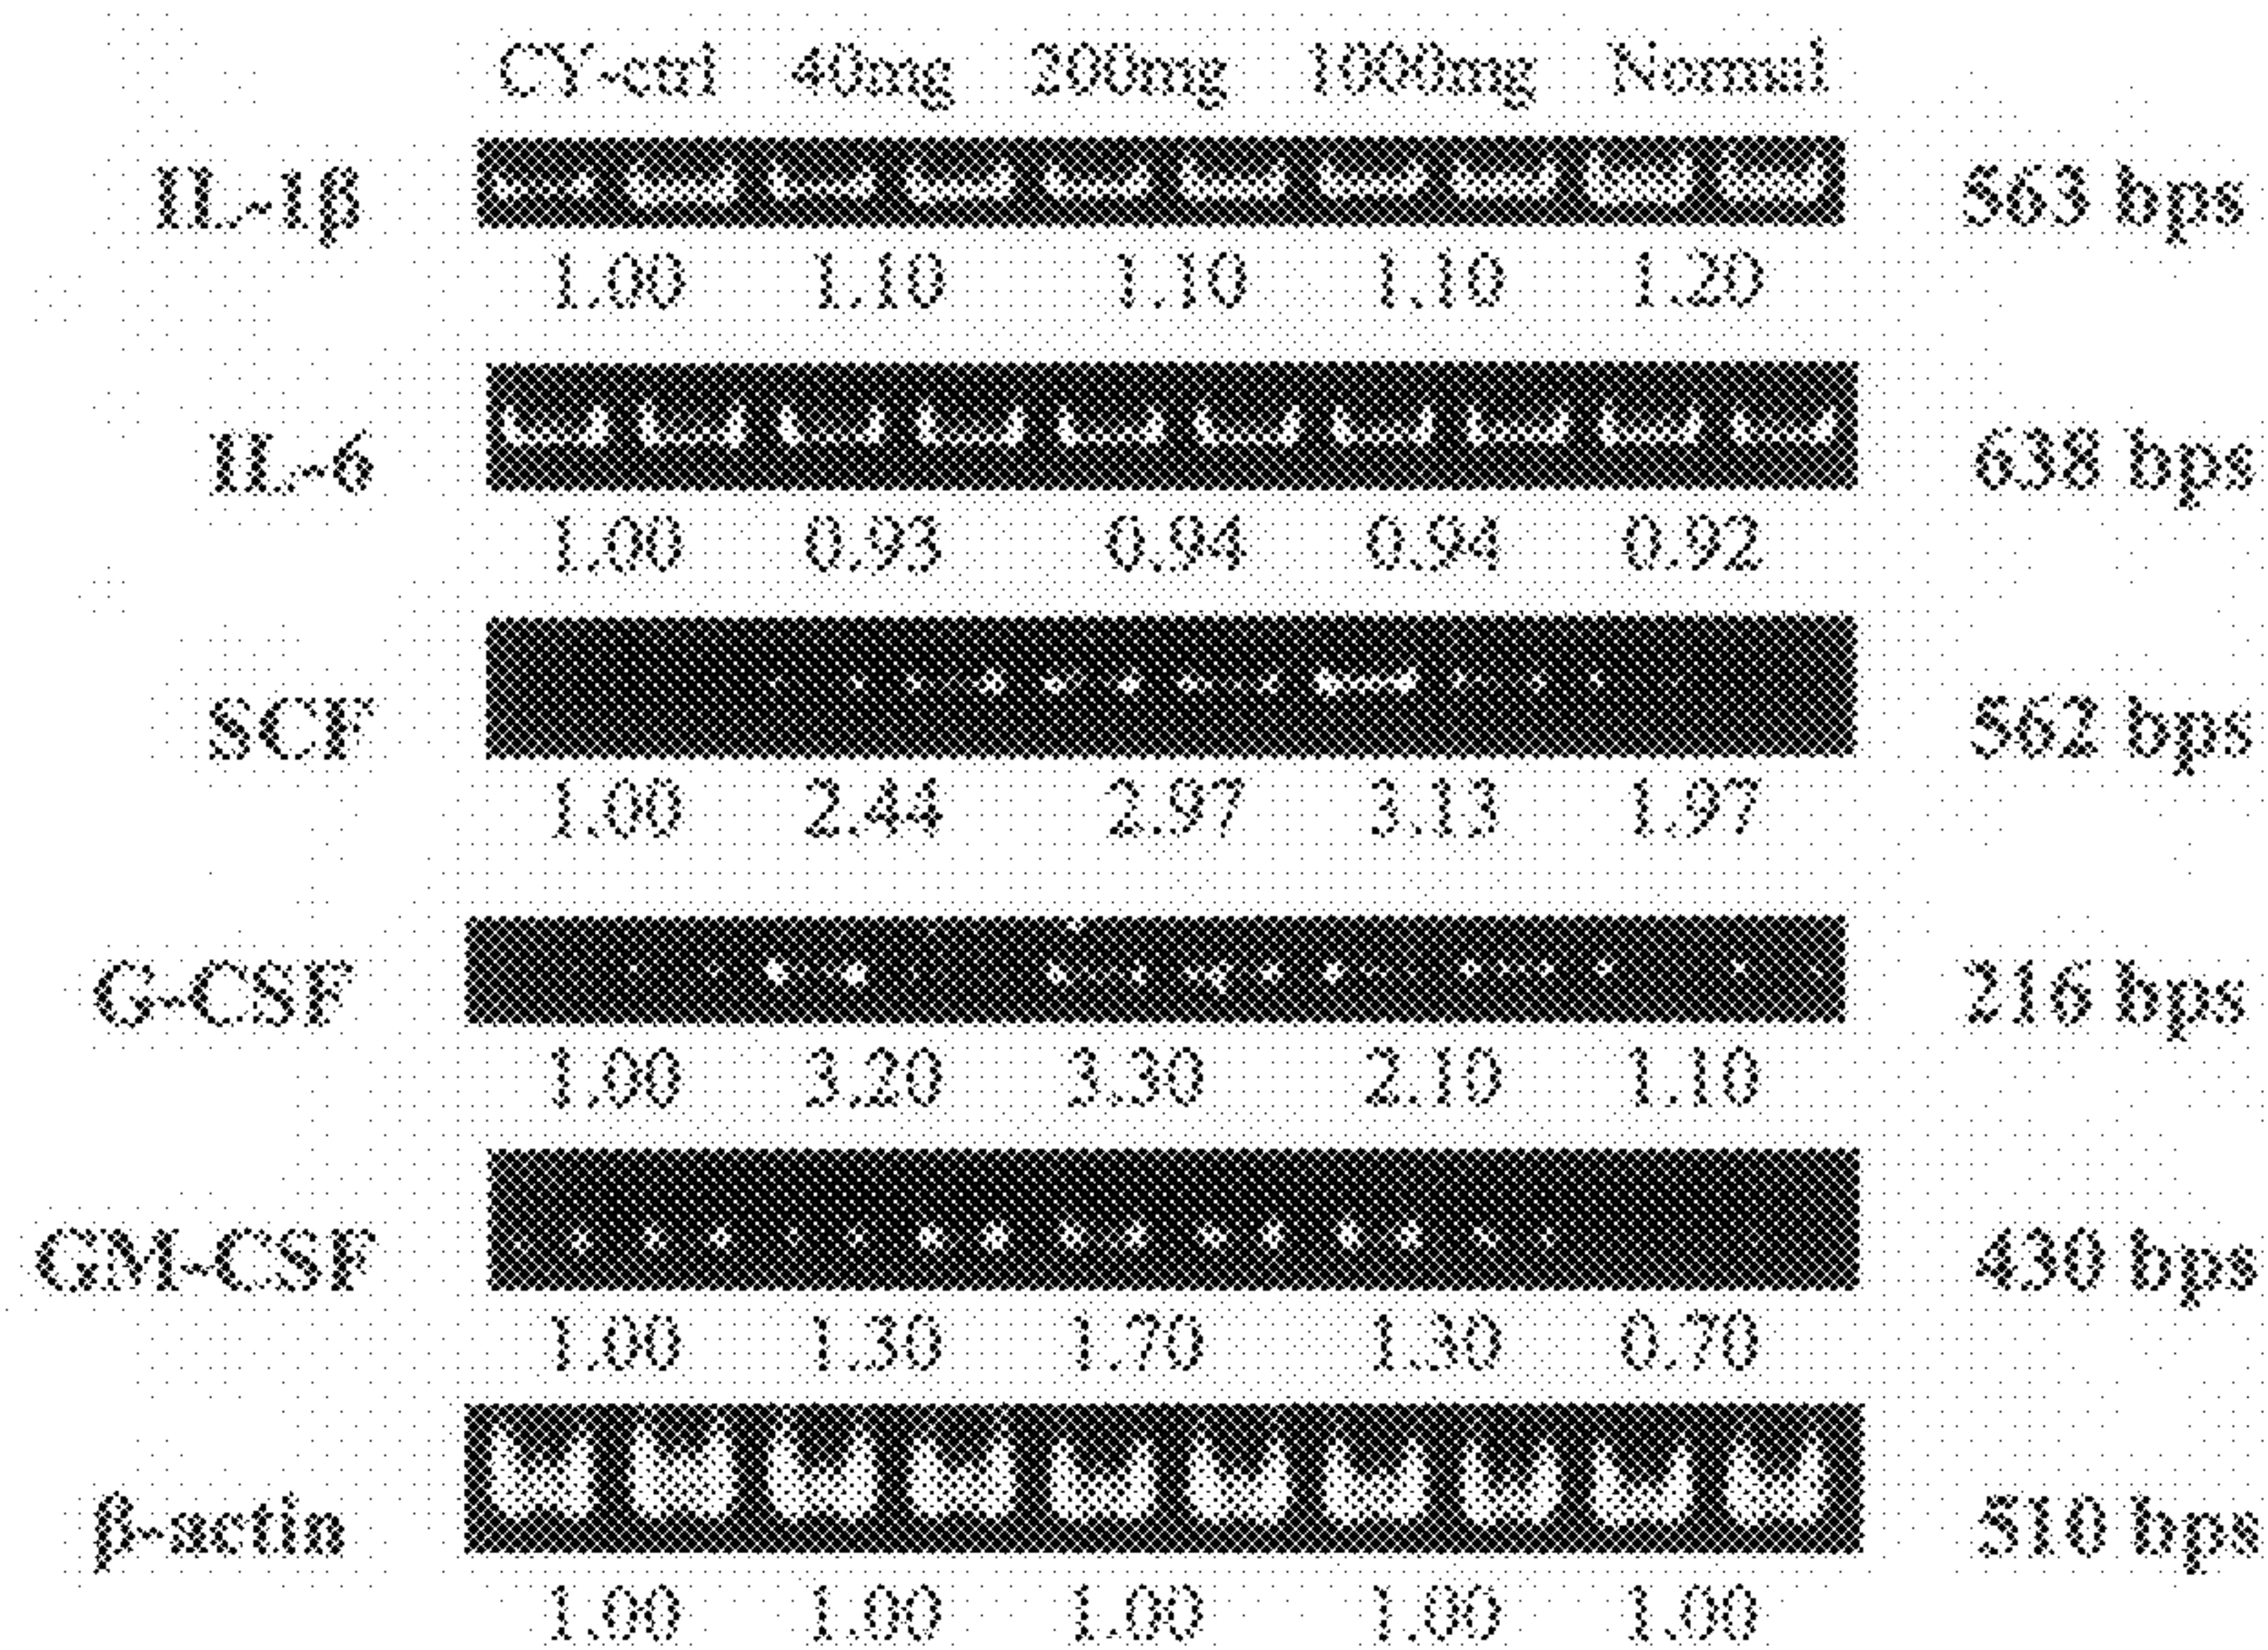 CY-ctrl 40mg 200mg 1000mg Normal
IL-1β 563 bps
1.00 1.10 1.10 1.10 1.20
IL-6 638 bps
1.00 0.93 0.94 0.94 0.92
SCF 562 bps
1.00 2.44 2.97 3.13 1.97
G-CSF 216 bps
1.00 3.20 3.30 2.10 1.10
GM-CSF 430 bps
1.00 1.30 1.70 1.30 0.70
β-actin 510 bps
1.00 1.00 1.00 1.00 1.00